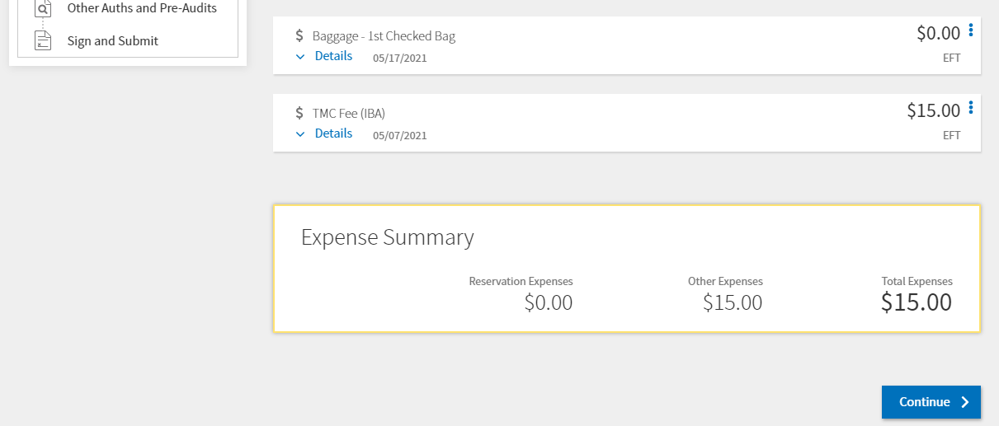 Other Auths and Pre-Audits
Sign and Submit
$ Baggage - 1st Checked Bag $0.00
Details 05/17/2021 EFT
$ TMC Fee (IBA) $15.00
Details 05/07/2021 EFT
Expense Summary
Reservation Expenses Other Expenses Total Expenses
$0.00 $15.00 $15.00
Continue